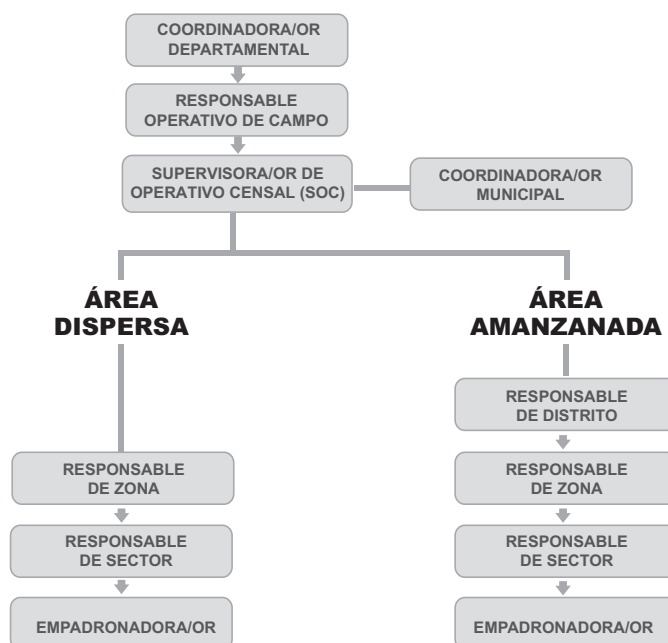 COORDINADORA/OR
DEPARTAMENTAL
RESPONSABLE
OPERATIVO DE CAMPO
SUPERVISORA/OR DE
OPERATIVO CENSAL (SOC)
COORDINADORA/OR
MUNICIPAL
ÁREA
DISPERSA
RESPONSABLE
DE ZONA
RESPONSABLE
DE SECTOR
EMPADRONADORA/OR
ÁREA
AMANZANADA
RESPONSABLE
DE DISTRITO
RESPONSABLE
DE ZONA
RESPONSABLE
DE SECTOR
EMPADRONADORA/OR